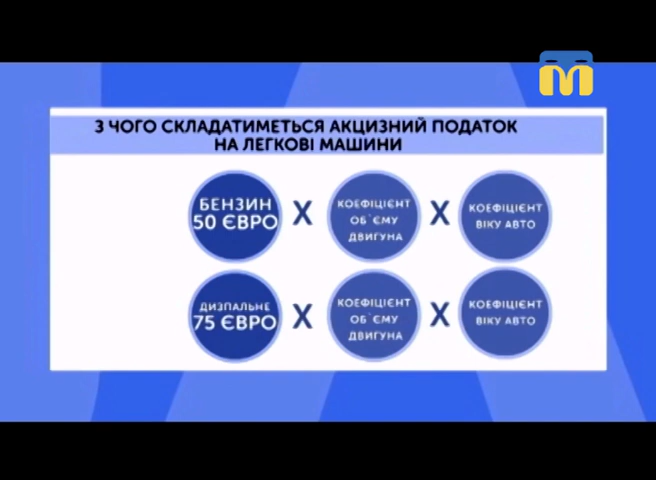 З ЧОГО СКЛАДАТИМЕТЬСЯ АКЦИЗНИЙ ПОДАТОК
НА ЛЕГКОВІ МАШИНИ
БЕНЗИН
50 ЄВРО
X
КОЕФІЦІЄНТ
ОБ`ЄМУ
ДВИГУНА
X
КОЕФІЦІЄНТ
ВІКУ АВТО
ДИЗПАЛЬНЕ
75 ЄВРО
X
КОЕФІЦІЄНТ
ОБ`ЄМУ
ДВИГУНА
X
КОЕФІЦІЄНТ
ВІКУ АВТО